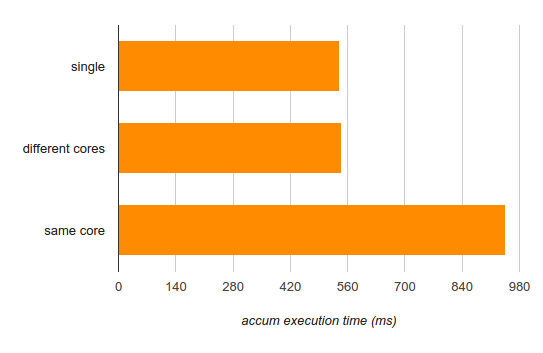 single
different cores
same core
0 140 280 420 560 700 840 980
accum execution time (ms)